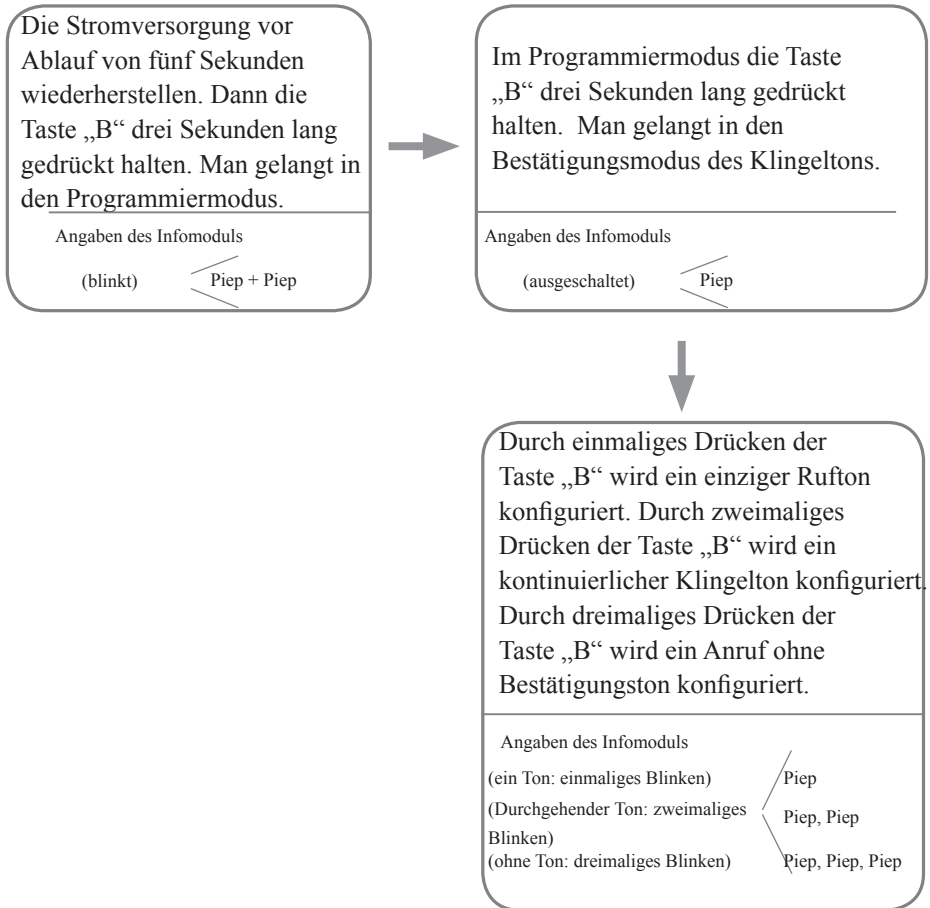 Die Stromversorgung vor
Ablauf von fünf Sekunden
wiederherstellen. Dann die
Taste „B“ drei Sekunden lang
gedrückt halten. Man gelangt in
den Programmiermodus.
Angaben des Infomoduls
(blinkt) Piep + Piep
Im Programmiermodus die Taste
„B“ drei Sekunden lang gedrückt
halten. Man gelangt in den
Bestätigungsmodus des Klingeltons.
Angaben des Infomoduls
(ausgeschaltet) Piep
Durch einmaliges Drücken der
Taste „B“ wird ein einziger Rufton
konfiguriert. Durch zweimaliges
Drücken der Taste „B“ wird ein
kontinuierlicher Klingelton konfiguriert.
Durch dreimaliges Drücken der
Taste „B“ wird ein Anruf ohne
Bestätigungston konfiguriert.
Angaben des Infomoduls
(ein Ton: einmaliges Blinken) Piep
(Durchgehender Ton: zweimaliges
Blinken) Piep, Piep
(ohne Ton: dreimaliges Blinken) Piep, Piep, Piep